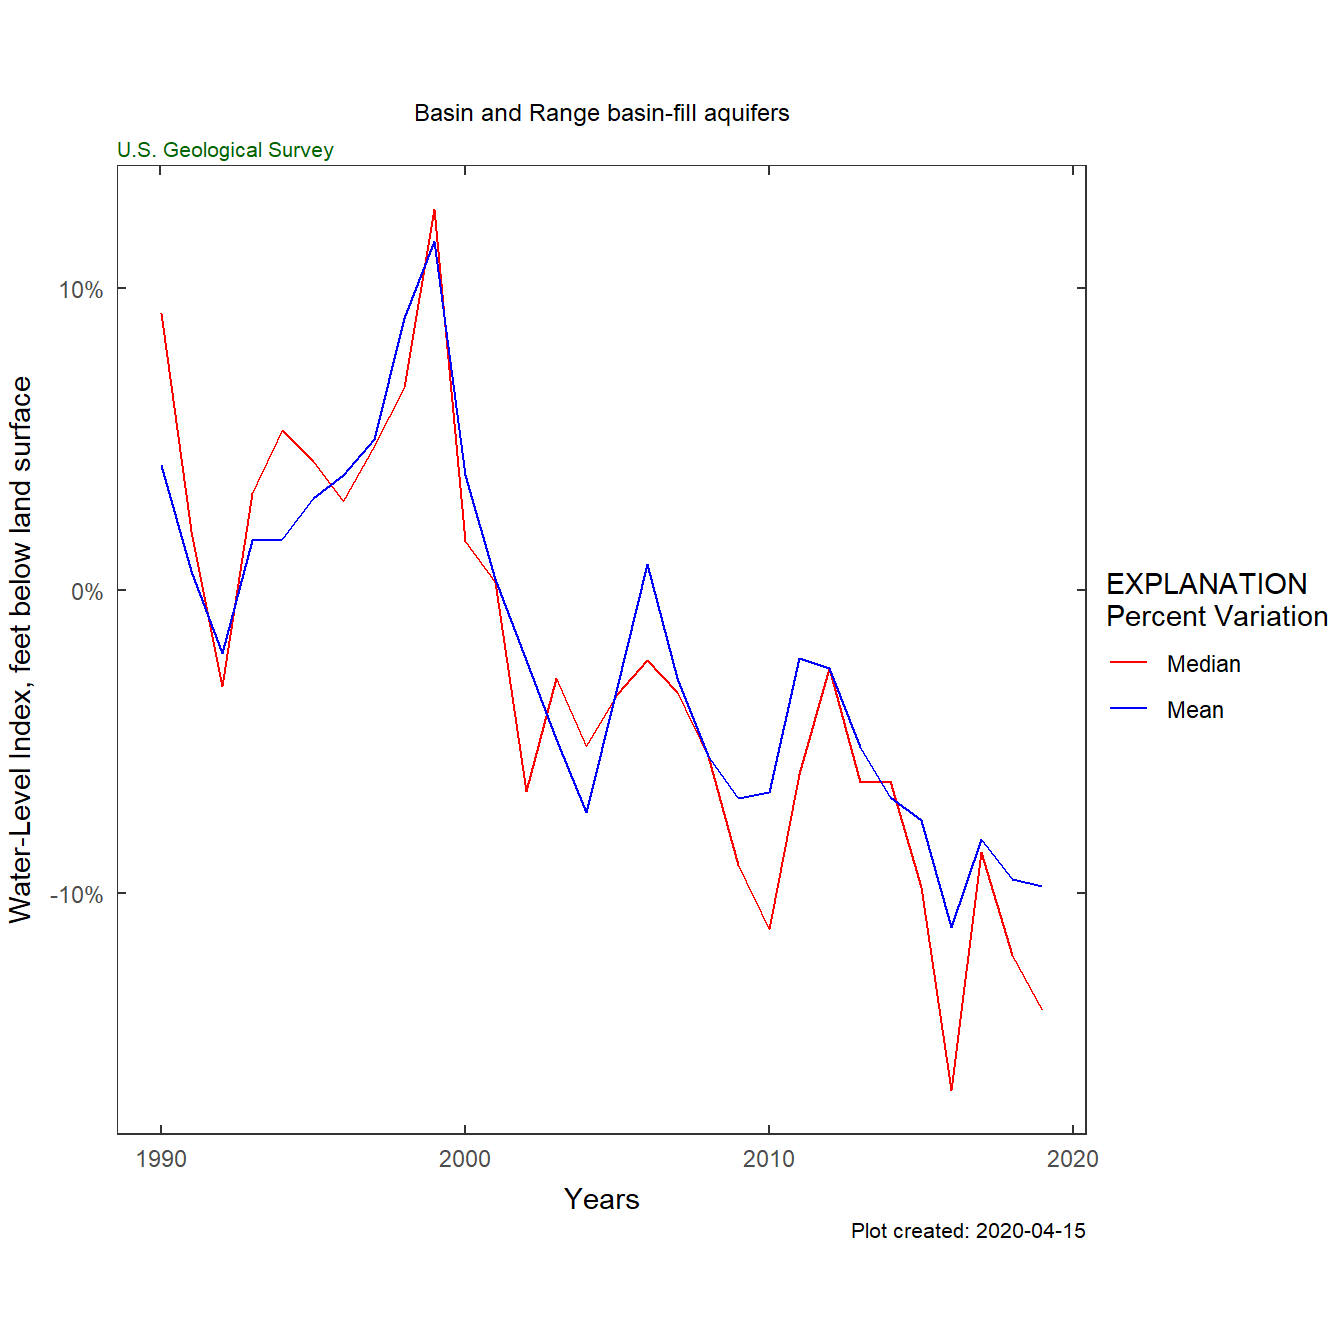 Basin and Range basin-fill aquifers
U.S. Geological Survey
Water-Level Index, feet below land surface
10%
0%
-10%
1990
2000
2010
2020
Years
EXPLANATION
Percent Variation
Median
Mean
Plot created: 2020-04-15